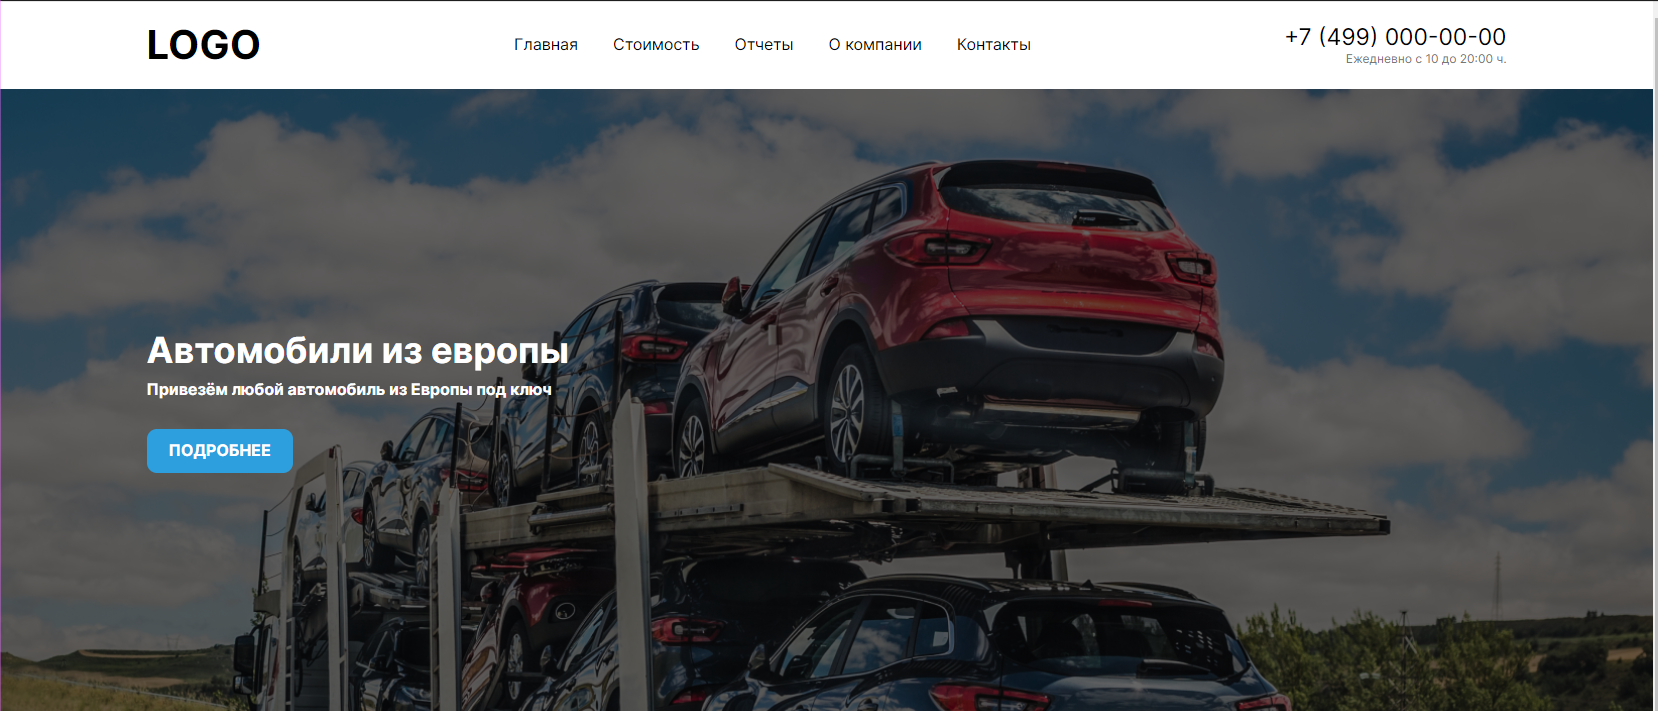 LOGO
Главная Стоимость Отчеты О компании Контакты
+7 (499) 000-00-00
Ежедневно с 10 до 20:00 ч.
Автомобили из европы
Привезём любой автомобиль из Европы под ключ
ПОДРОБНЕЕ